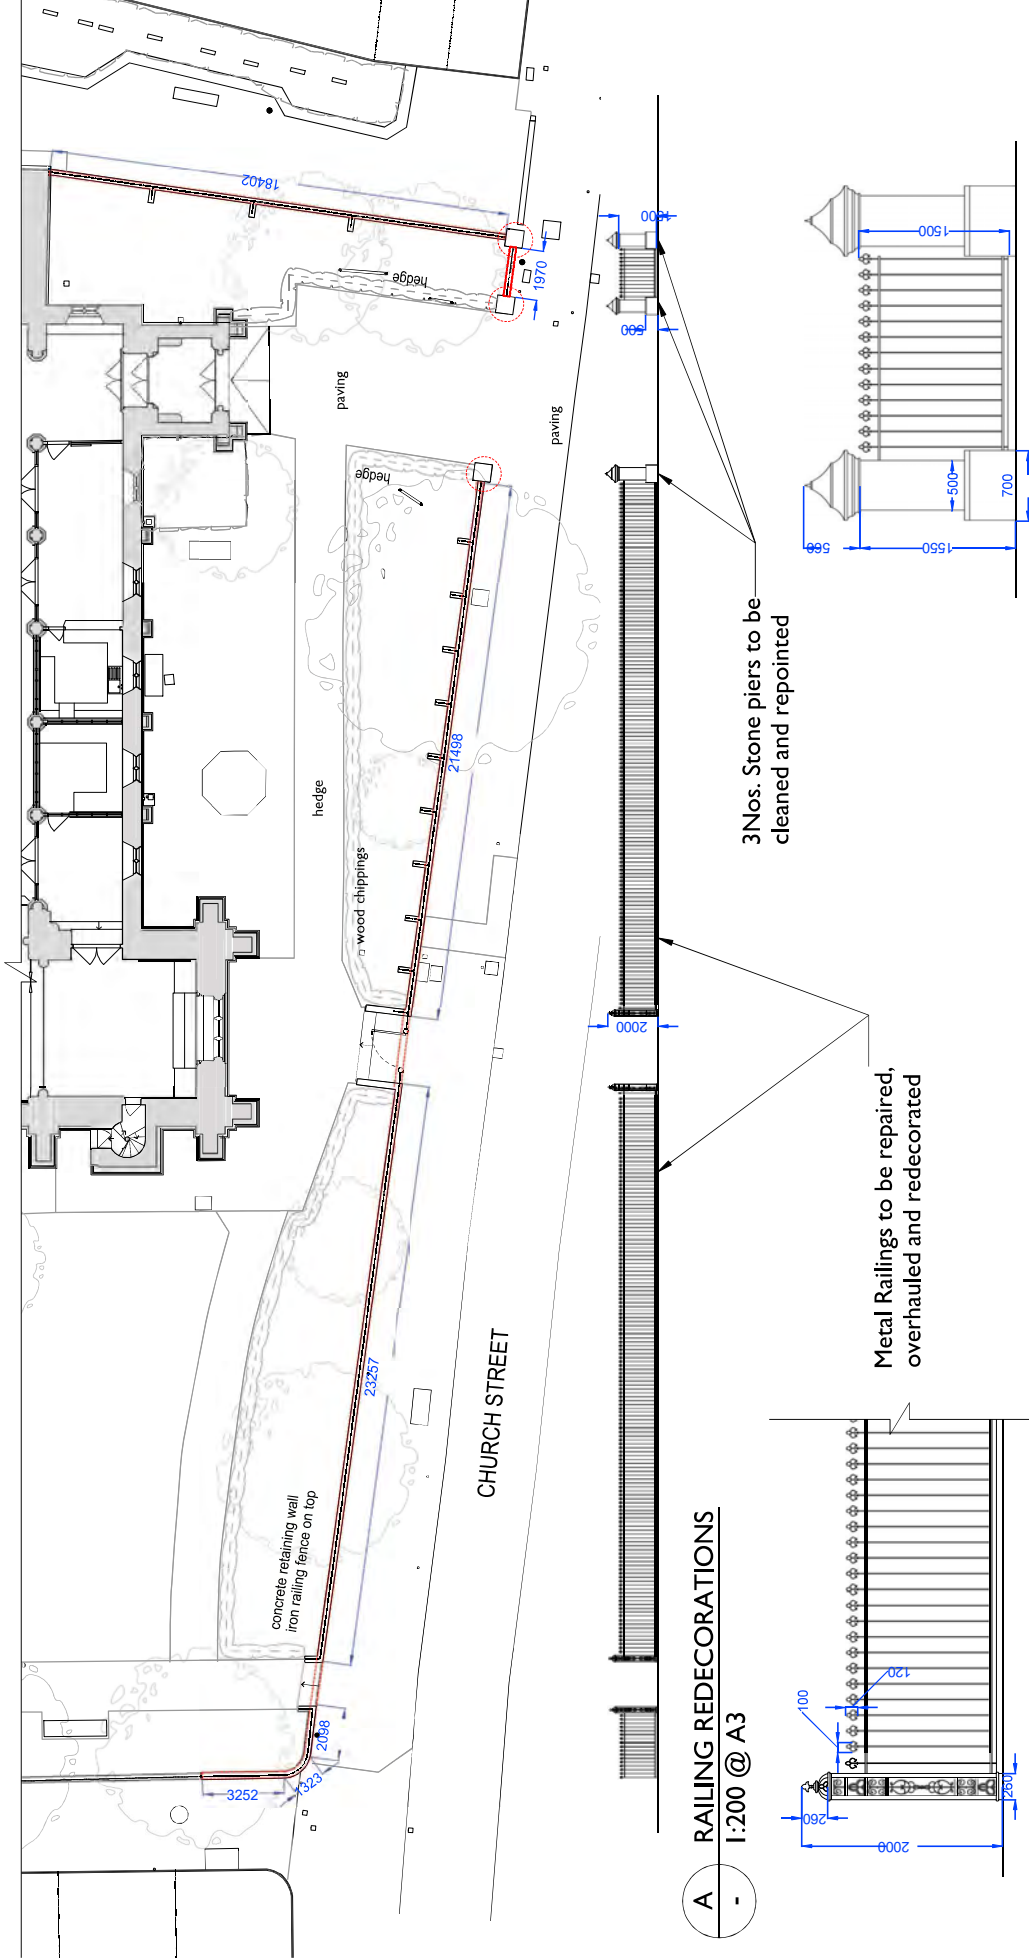 18402
hedge
1970
paving
paving
hedge
21498
hedge
wood chippings
23257
CHURCH STREET
concrete retaining wall
iron railing fence on top
2098
1323
3252
500
2000
3Nos. Stone piers to be
cleaned and repointed
Metal Railings to be repaired,
overhauled and redecorated
1500
500
700
560
1550
A
-
RAILING REDECORATIONS
1:200 @ A3
100
120
260
260
2000